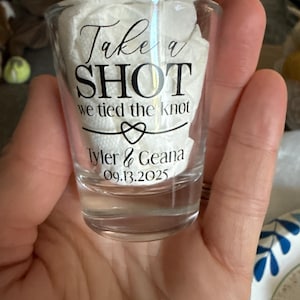 Take a
SHOT
we tied the knot
Tyler & Geana
09.13.2025